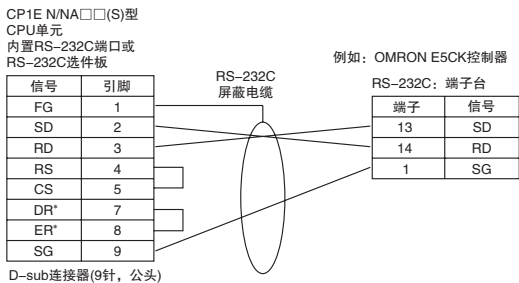 CP1E N/NA□□(S)型
CPU单元
内置RS-232C端口或
RS-232C选件板
信号 引脚
FG 1
SD 2
RD 3
RS 4
CS 5
DR* 7
ER* 8
SG 9
D-sub连接器(9针，公头)
RS-232C
屏蔽电缆
例如：OMRON E5CK控制器
RS-232C：端子台
端子 信号
13 SD
14 RD
1 SG